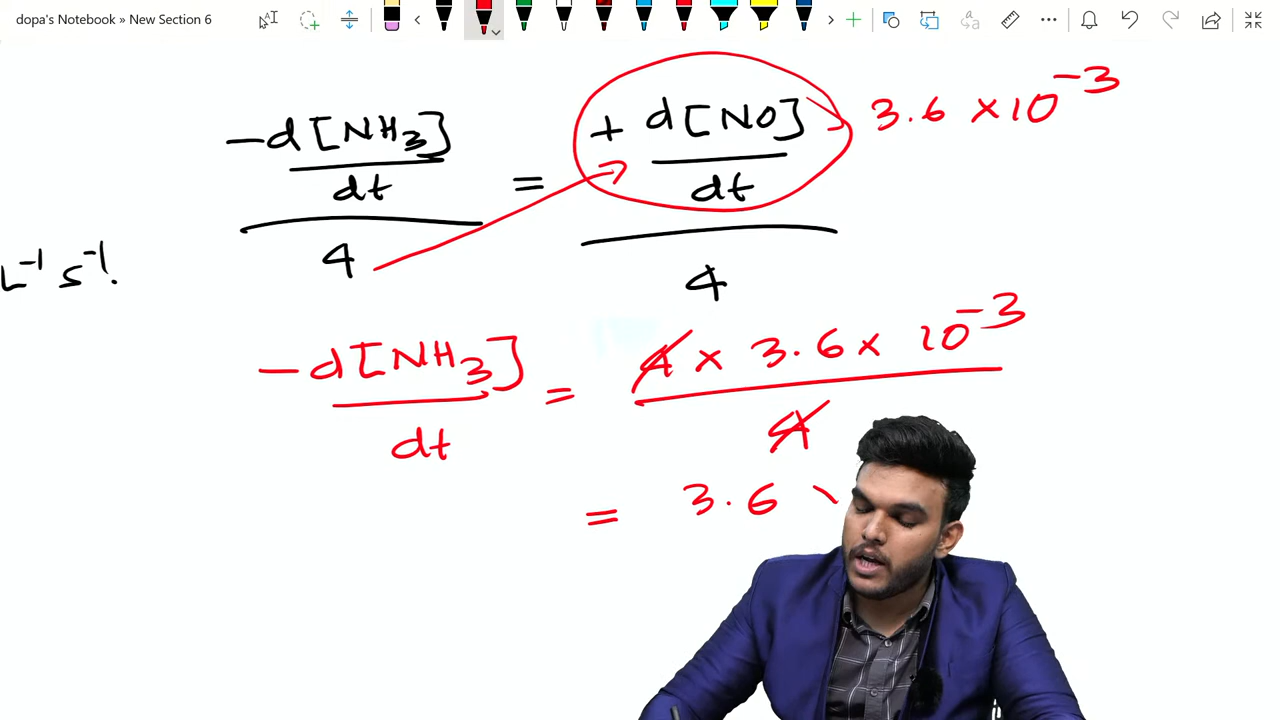 dopa's Notebook » New Section 6
-d[NH3]/dt / 4 = + d[NO]/dt / 4 → 3.6 × 10^-3
L^-1 s^-1.
-d[NH3]/dt = 4 × 3.6 × 10^-3 / 4
= 3.6 ×